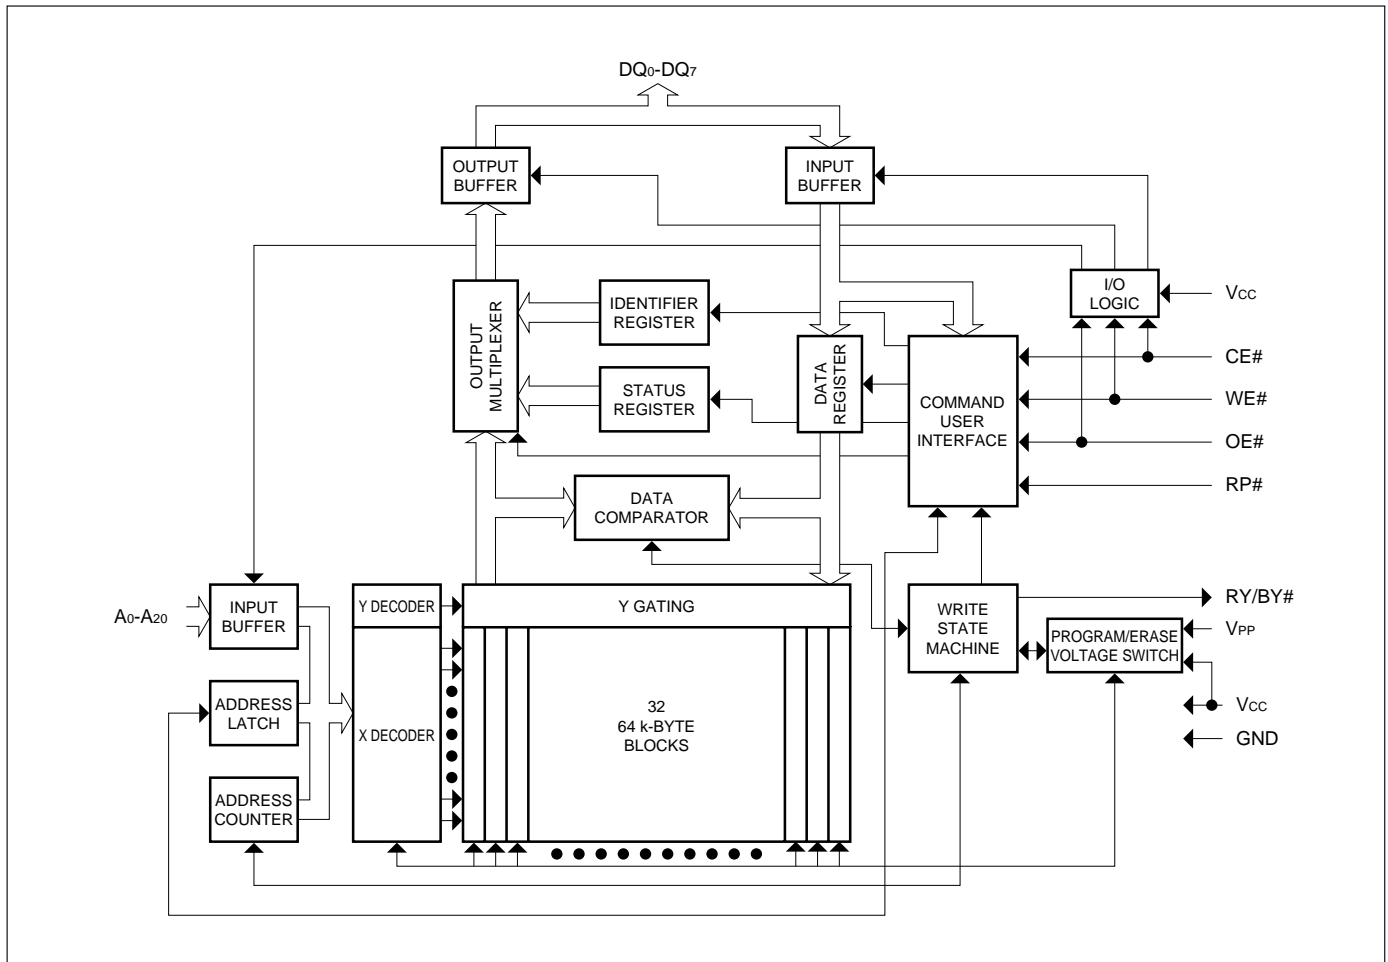 DQ0-DQ7
OUTPUT
BUFFER
INPUT
BUFFER
I/O
LOGIC
VCC
IDENTIFIER
REGISTER
OUTPUT
MULTIPLEXER
STATUS
REGISTER
DATA
REGISTER
COMMAND
USER
INTERFACE
CE#
WE#
OE#
RP#
DATA
COMPARATOR
A0-A20
INPUT
BUFFER
Y DECODER
Y GATING
WRITE
STATE
MACHINE
RY/BY#
VPP
PROGRAM/ERASE
VOLTAGE SWITCH
ADDRESS
LATCH
X DECODER
32
64 k-BYTE
BLOCKS
VCC
GND
ADDRESS
COUNTER